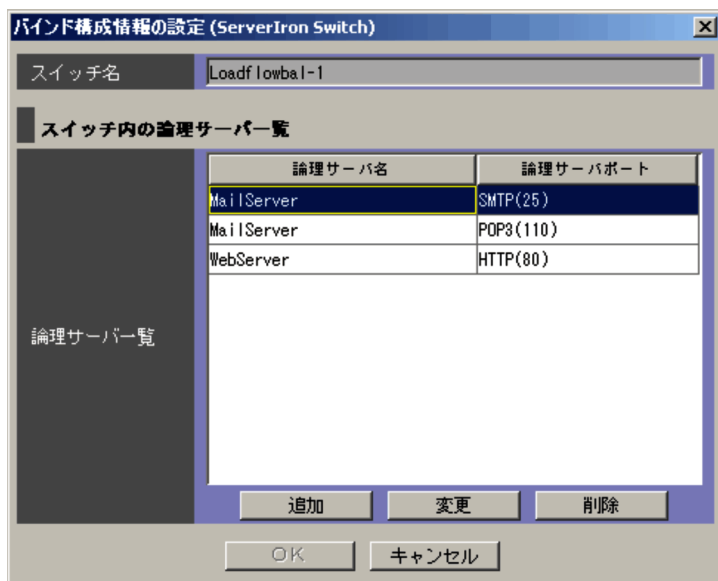 バインド構成情報の設定 (ServerIron Switch)
スイッチ名 Loadflowbal-1
スイッチ内の論理サーバ一覧
論理サーバ名 論理サーバポート
MailServer SMTP(25)
MailServer POP3(110)
WebServer HTTP(80)
論理サーバ一覧
追加 変更 削除
OK キャンセル